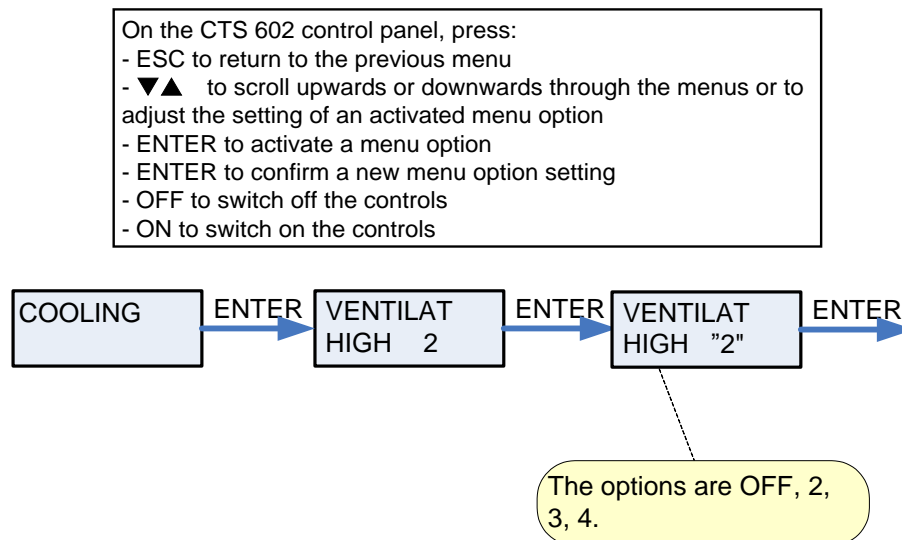 On the CTS 602 control panel, press:
- ESC to return to the previous menu
- ▼▲ to scroll upwards or downwards through the menus or to
adjust the setting of an activated menu option
- ENTER to activate a menu option
- ENTER to confirm a new menu option setting
- OFF to switch off the controls
- ON to switch on the controls
COOLING
ENTER
VENTILAT
HIGH 2
ENTER
VENTILAT
HIGH ”2"
ENTER
The options are OFF, 2,
3, 4.